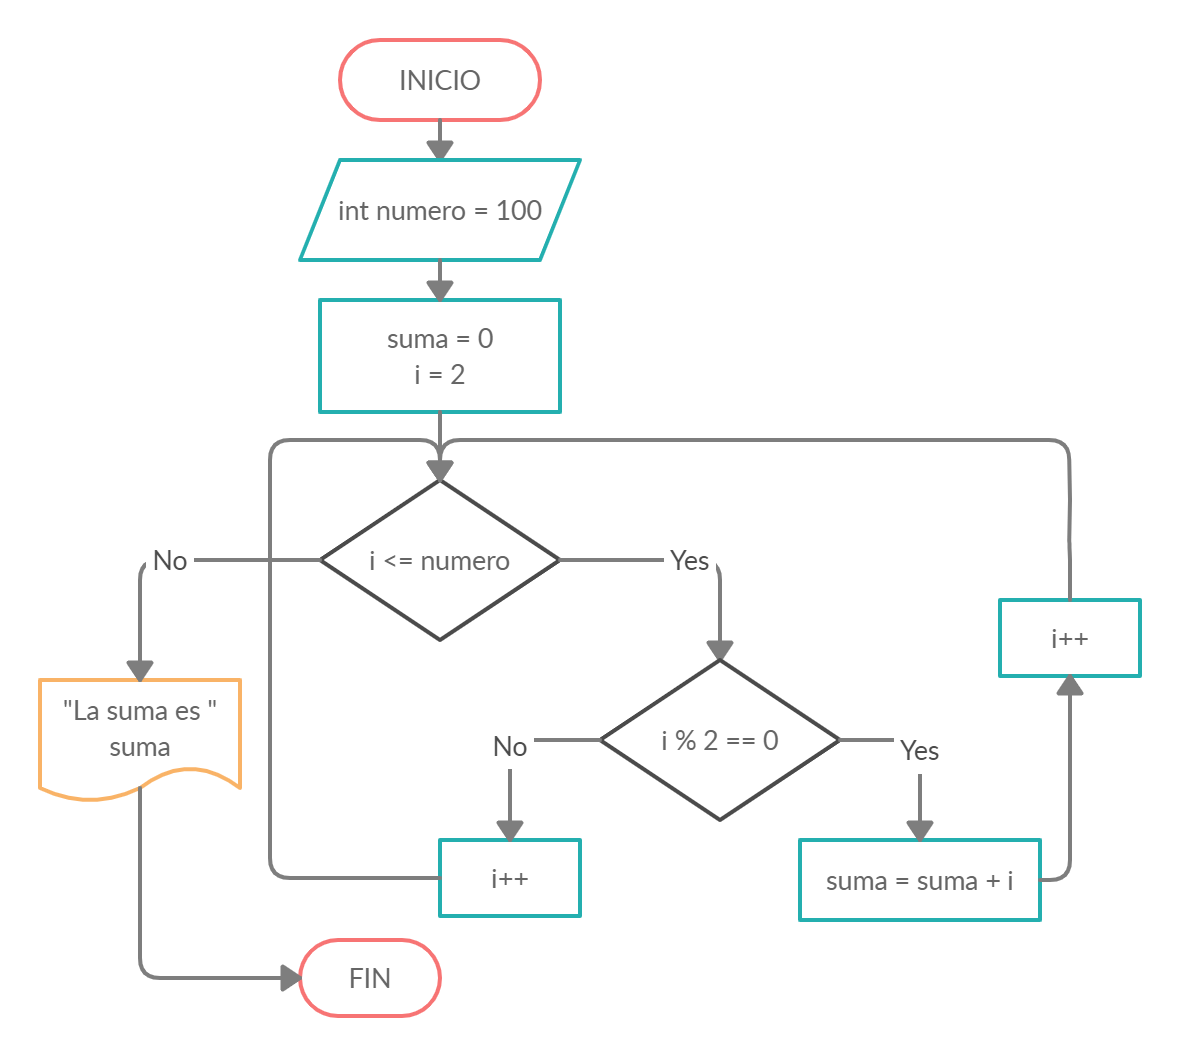 INICIO
int numero = 100
suma = 0
i = 2
i <= numero
No
Yes
i++
"La suma es "
suma
i % 2 == 0
No
Yes
i++
suma = suma + i
FIN